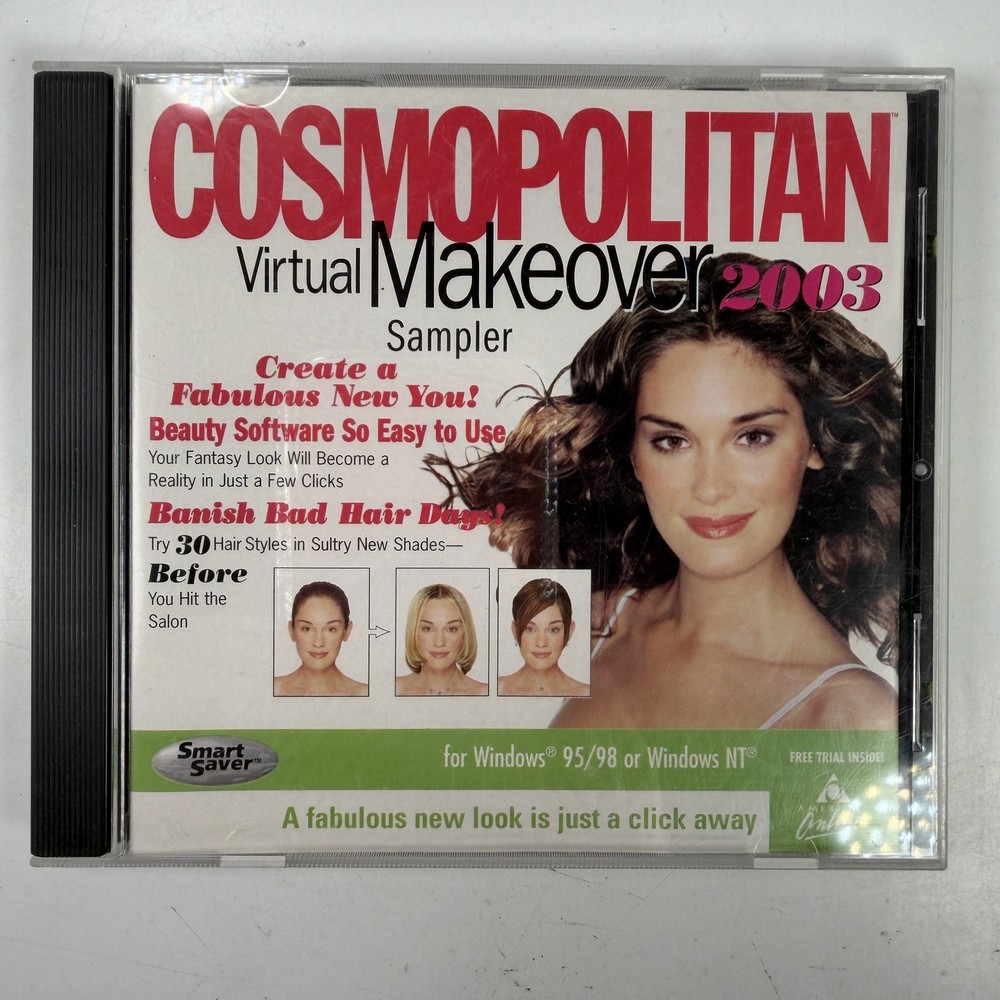 COSMOPOLITAN™
Virtual Makeover® 2003
Sampler
Create a
Fabulous New You!
Beauty Software So Easy to Use
Your Fantasy Look Will Become a
Reality in Just a Few Clicks
Banish Bad Hair Days!
Try 30 Hair Styles in Sultry New Shades—
Before
You Hit the
Salon
Smart
Saver™
for Windows® 95/98 or Windows NT®
FREE TRIAL INSIDE!
A fabulous new look is just a click away